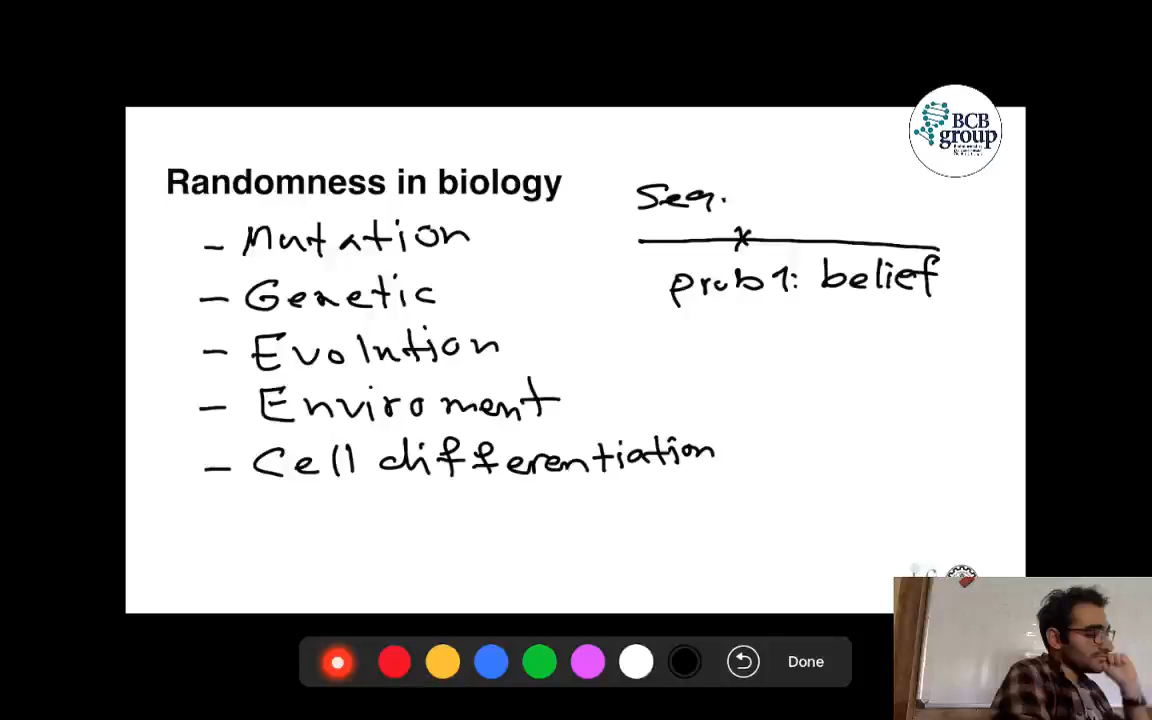 BCB
group
Randomness in biology
- Mutation
- Genetic
- Evolution
- Enviroment
- Cell differentiation
Seq.
x
prob1: belief
Done